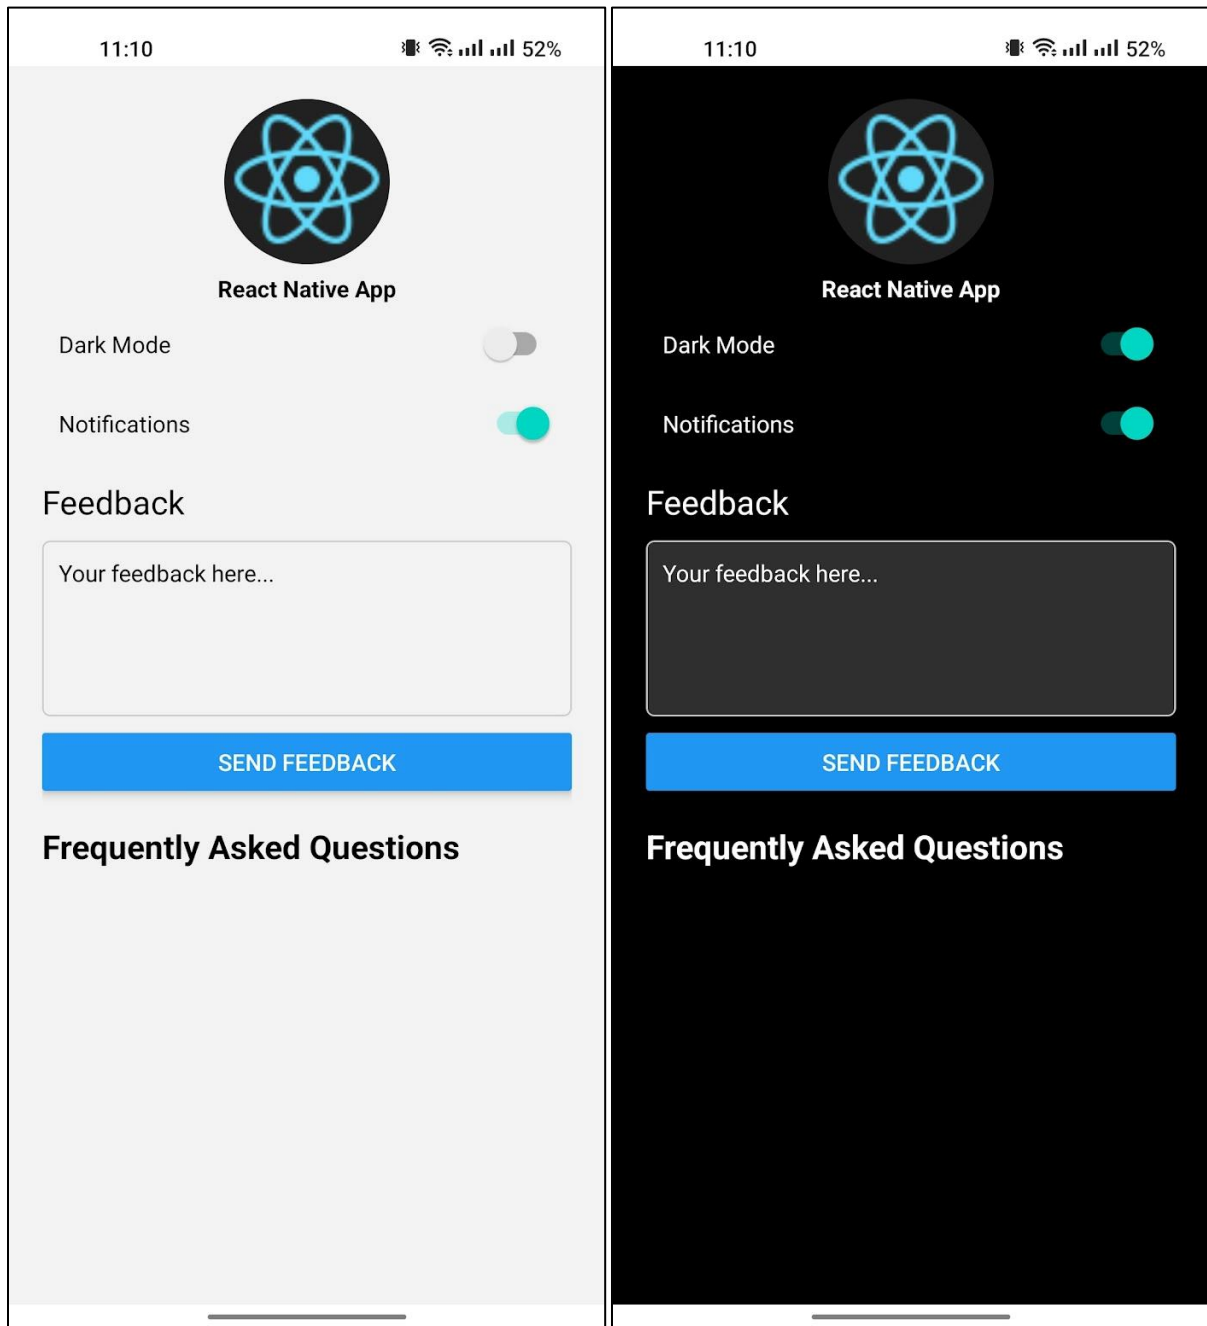 11:10 52%
React Native App
Dark Mode
Notifications
Feedback
Your feedback here...
SEND FEEDBACK
Frequently Asked Questions
11:10 52%
React Native App
Dark Mode
Notifications
Feedback
Your feedback here...
SEND FEEDBACK
Frequently Asked Questions